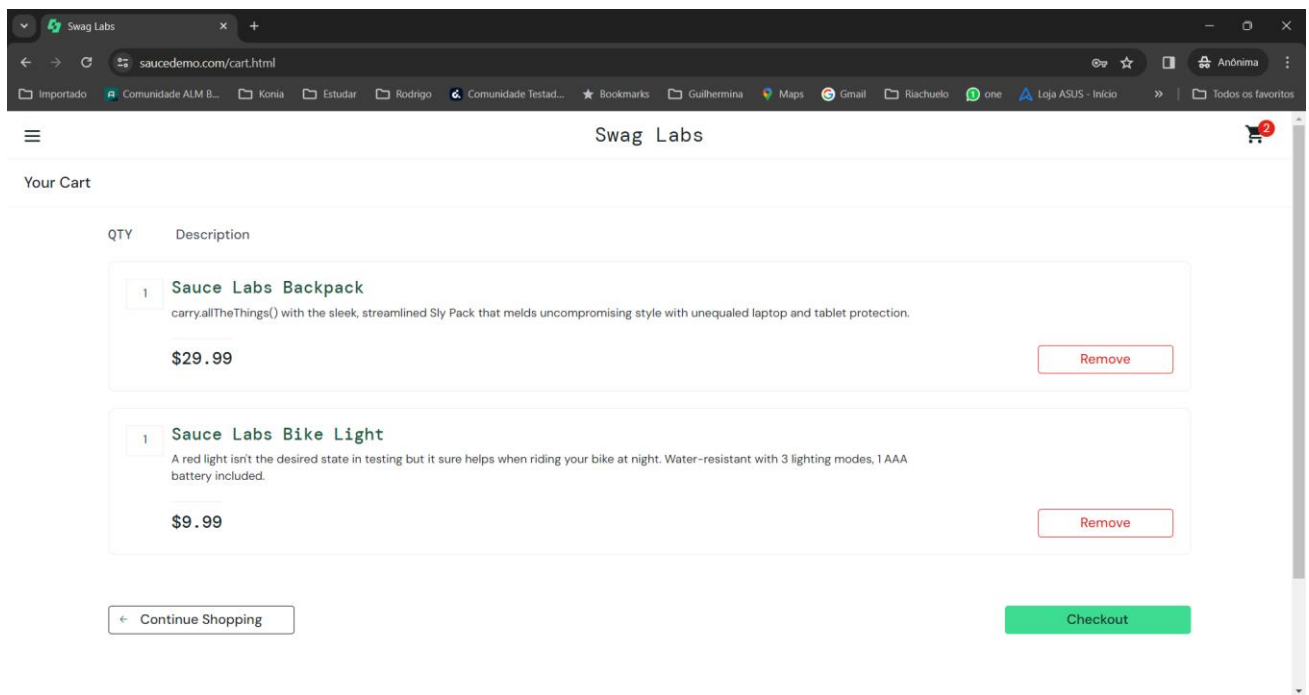 Swag Labs
saucedemo.com/cart.html
Anônima
Importado Comunidade ALM B... Konia Estudar Rodrigo Comunidade Testad... Bookmarks Guilhermina Maps Gmail Riachuelo one Loja ASUS - Início » Todos os favoritos
Swag Labs 2
Your Cart
QTY Description
1 Sauce Labs Backpack
carry.allTheThings() with the sleek, streamlined Sly Pack that melds uncompromising style with unequaled laptop and tablet protection.
$29.99 Remove
1 Sauce Labs Bike Light
A red light isn't the desired state in testing but it sure helps when riding your bike at night. Water-resistant with 3 lighting modes, 1 AAA
battery included.
$9.99 Remove
Continue Shopping Checkout